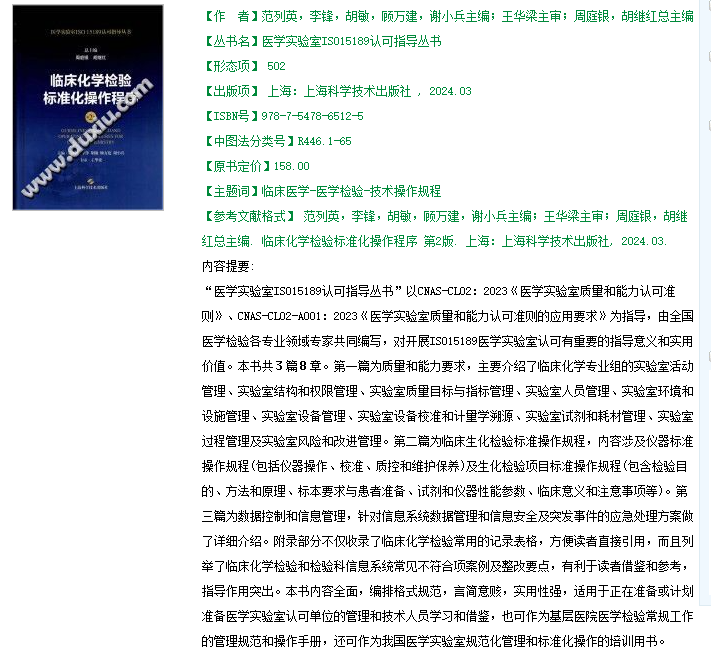 医学实验室ISO 15189认可指导丛书
总主编
周庭银 胡继红
临床化学检验
标准化操作程序
第2版
上海科学技术出版社
www.duxiu.com
【作 者】范列英，李锋，胡敏，顾万建，谢小兵主编；王华梁主审；周庭银，胡继红总主编
【丛书名】医学实验室ISO15189认可指导丛书
【形态项】 502
【出版项】 上海：上海科学技术出版社 , 2024.03
【ISBN号】978-7-5478-6512-5
【中图法分类号】R446.1-65
【原书定价】158.00
【主题词】临床医学-医学检验-技术操作规程
【参考文献格式】 范列英，李锋，胡敏，顾万建，谢小兵主编；王华梁主审；周庭银，胡继
红总主编. 临床化学检验标准化操作程序 第2版. 上海：上海科学技术出版社, 2024.03.
内容提要:
“医学实验室ISO15189认可指导丛书”以CNAS-CL02：2023《医学实验室质量和能力认可准
则》、CNAS-CL02-A001：2023《医学实验室质量和能力认可准则的应用要求》为指导，由全国
医学检验各专业领域专家共同编写，对开展ISO15189医学实验室认可有重要的指导意义和实用
价值。本书共3篇8章。第一篇为质量和能力要求，主要介绍了临床化学专业组的实验室活动
管理、实验室结构和权限管理、实验室质量目标与指标管理、实验室人员管理、实验室环境和
设施管理、实验室设备管理、实验室设备校准和计量学溯源、实验室试剂和耗材管理、实验室
过程管理及实验室风险和改进管理。第二篇为临床生化检验标准操作规程，内容涉及仪器标准
操作规程(包括仪器操作、校准、质控和维护保养)及生化检验项目标准操作规程(包含检验目
的、方法和原理、标本要求与患者准备、试剂和仪器性能参数、临床意义和注意事项等)。第
三篇为数据控制和信息管理，针对信息系统数据管理和信息安全及突发事件的应急处理方案做
了详细介绍。附录部分不仅收录了临床化学检验常用的记录表格，方便读者直接引用，而且列
举了临床化学检验和检验科信息系统常见不符合项案例及整改要点，有利于读者借鉴和参考，
指导作用突出。本书内容全面，编排格式规范，言简意赅，实用性强，适用于正在准备或计划
准备医学实验室认可单位的管理和技术人员学习和借鉴，也可作为基层医院医学检验常规工作
的管理规范和操作手册，还可作为我国医学实验室规范化管理和标准化操作的培训用书。